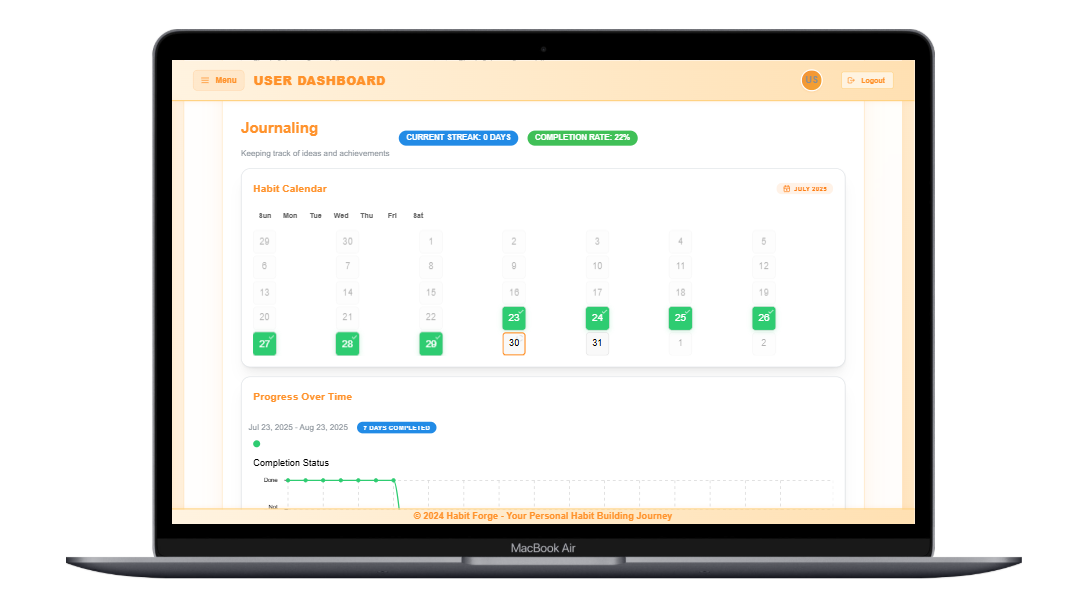 Menu USER DASHBOARD US Logout
Journaling
CURRENT STREAK: 0 DAYS COMPLETION RATE: 22%
Keeping track of ideas and achievements
Habit Calendar JULY 2025
Sun Mon Tue Wed Thu Fri Sat
29 30 1 2 3 4 5
6 7 8 9 10 11 12
13 14 15 16 17 18 19
20 21 22 23 24 25 26
27 28 29 30 31 1 2
Progress Over Time
Jul 23, 2025 - Aug 23, 2025 7 DAYS COMPLETED
Completion Status
Done
Not
© 2024 Habit Forge - Your Personal Habit Building Journey
MacBook Air